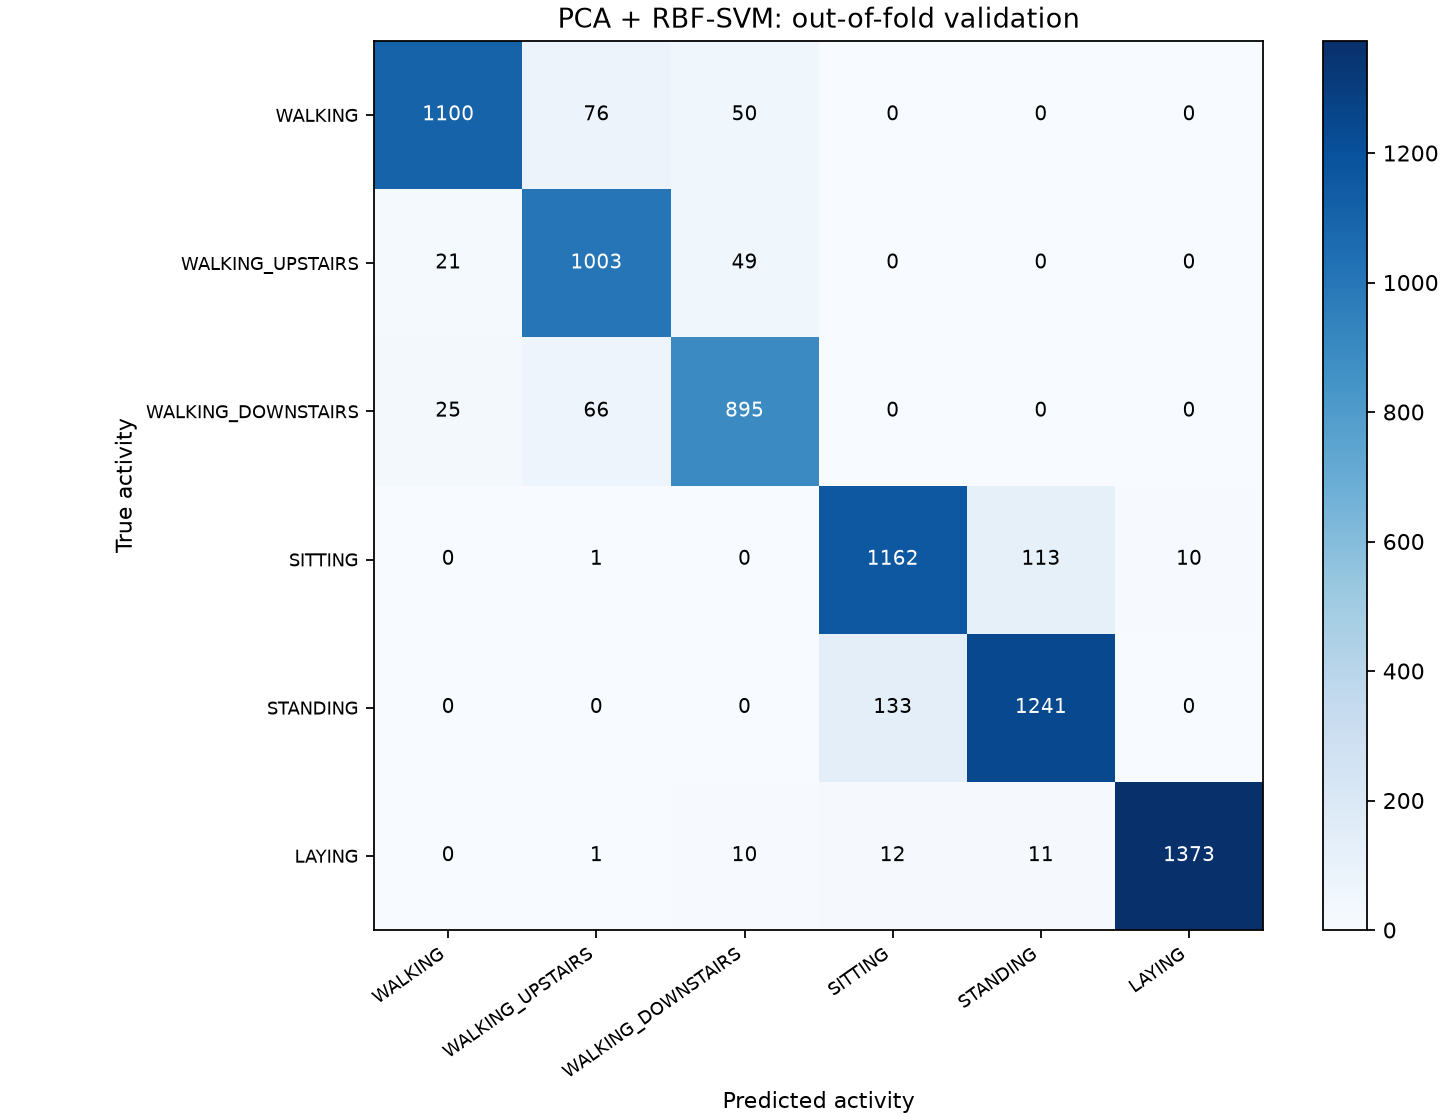 PCA + RBF-SVM: out-of-fold validation
WALKING 1100 76 50 0 0 0
WALKING_UPSTAIRS 21 1003 49 0 0 0
WALKING_DOWNSTAIRS 25 66 895 0 0 0
SITTING 0 1 0 1162 113 10
STANDING 0 0 0 133 1241 0
LAYING 0 1 10 12 11 1373
True activity
WALKING
WALKING_UPSTAIRS
WALKING_DOWNSTAIRS
SITTING
STANDING
LAYING
Predicted activity
1200
1000
800
600
400
200
0